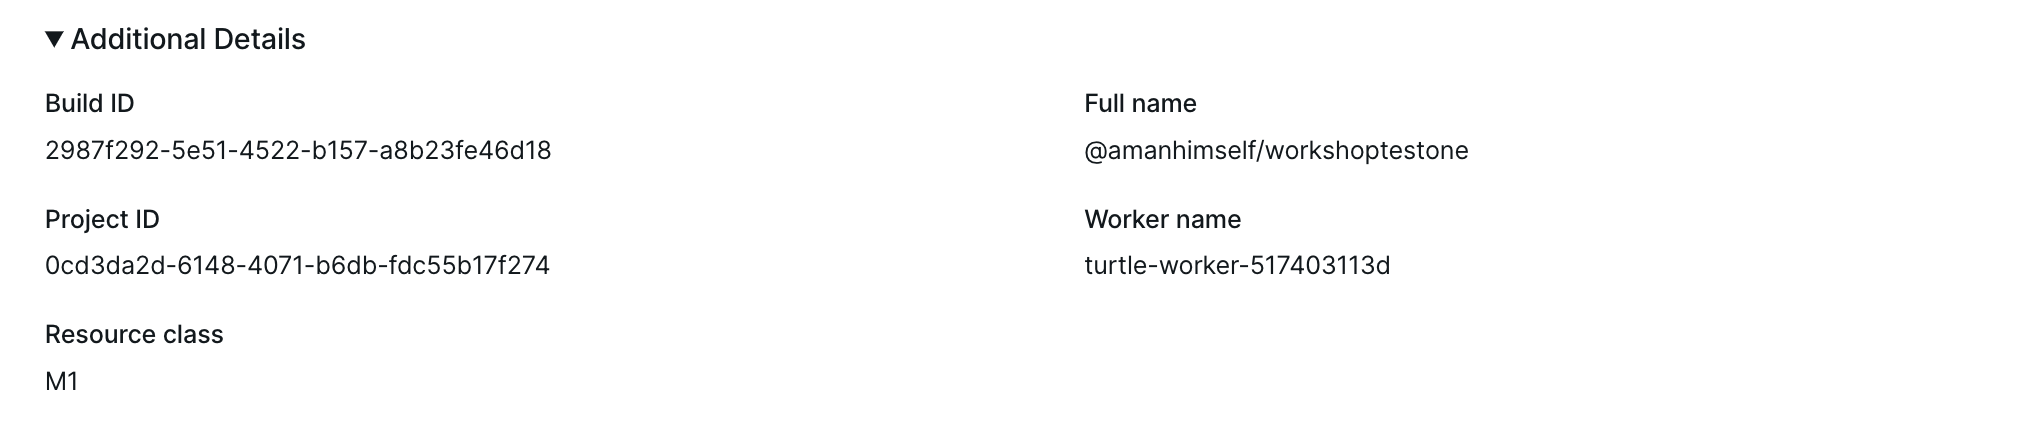 Additional Details
Build ID
2987f292-5e51-4522-b157-a8b23fe46d18
Full name
@amanhimself/workshoptestone
Project ID
0cd3da2d-6148-4071-b6db-fdc55b17f274
Worker name
turtle-worker-517403113d
Resource class
M1